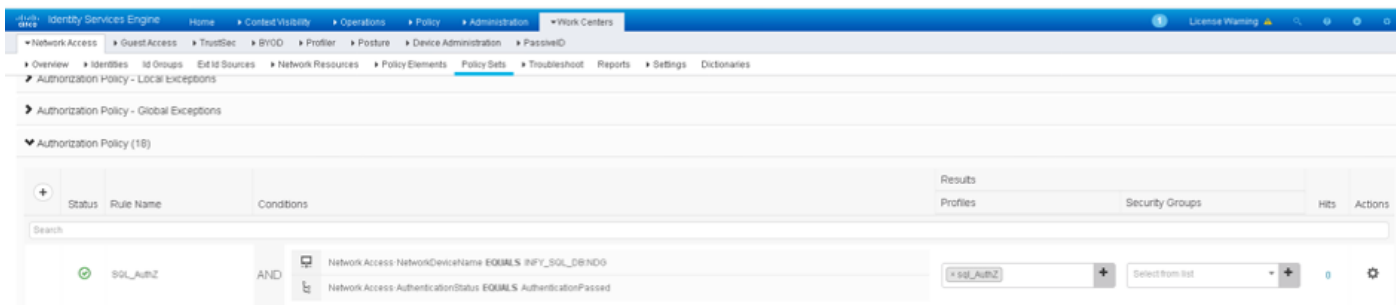 cisco Identity Services Engine Home Context Visibility Operations Policy Administration Work Centers 1 License Warning
Network Access Guest Access TrustSec BYOD Profiler Posture Device Administration PassiveID
Overview Identities Id Groups Ext Id Sources Network Resources Policy Elements Policy Sets Troubleshoot Reports Settings Dictionaries
Authorization Policy - Local Exceptions
Authorization Policy - Global Exceptions
Authorization Policy (18)
Results
+ Status Rule Name Conditions Profiles Security Groups Hits Actions
Search
SQL_AuthZ AND Network Access·NetworkDeviceName EQUALS INFY_SQL_DB:NDG × sql_AuthZ + Select from list + 0
Network Access·AuthenticationStatus EQUALS AuthenticationPassed